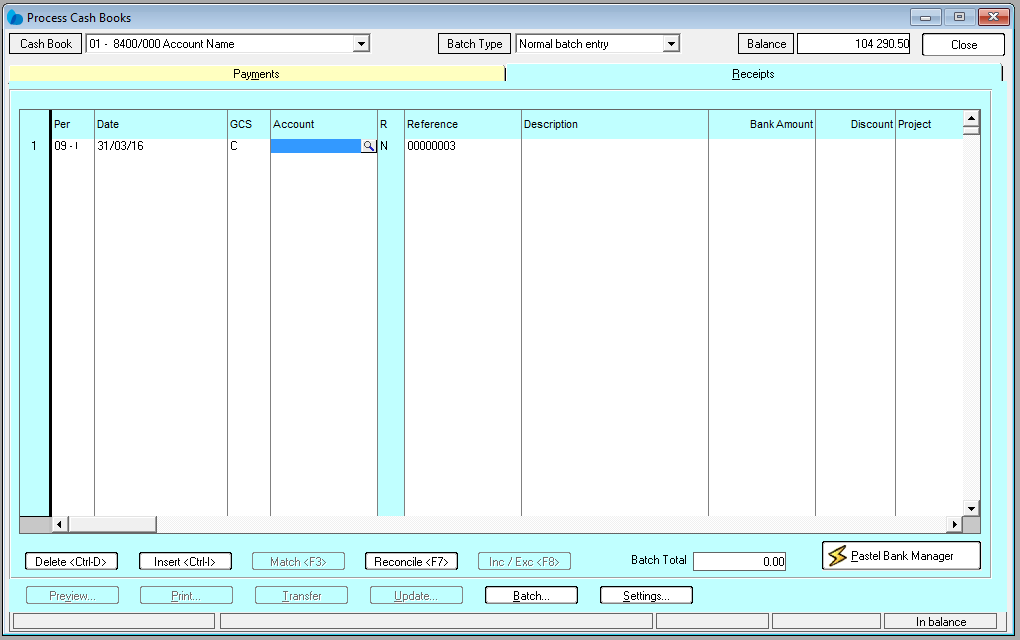 Process Cash Books
Cash Book 01 - 8400/000 Account Name Batch Type Normal batch entry Balance 104 290.50 Close
Payments Receipts
Per Date GCS Account R Reference Description Bank Amount Discount Project
1 09 - 31/03/16 C N 00000003
Delete <Ctrl-D> Insert <Ctrl-I> Match <F3> Reconcile <F7> Inc / Exc <F8> Batch Total 0.00 Pastel Bank Manager
Preview... Print... Transfer Update... Batch... Settings...
In balance